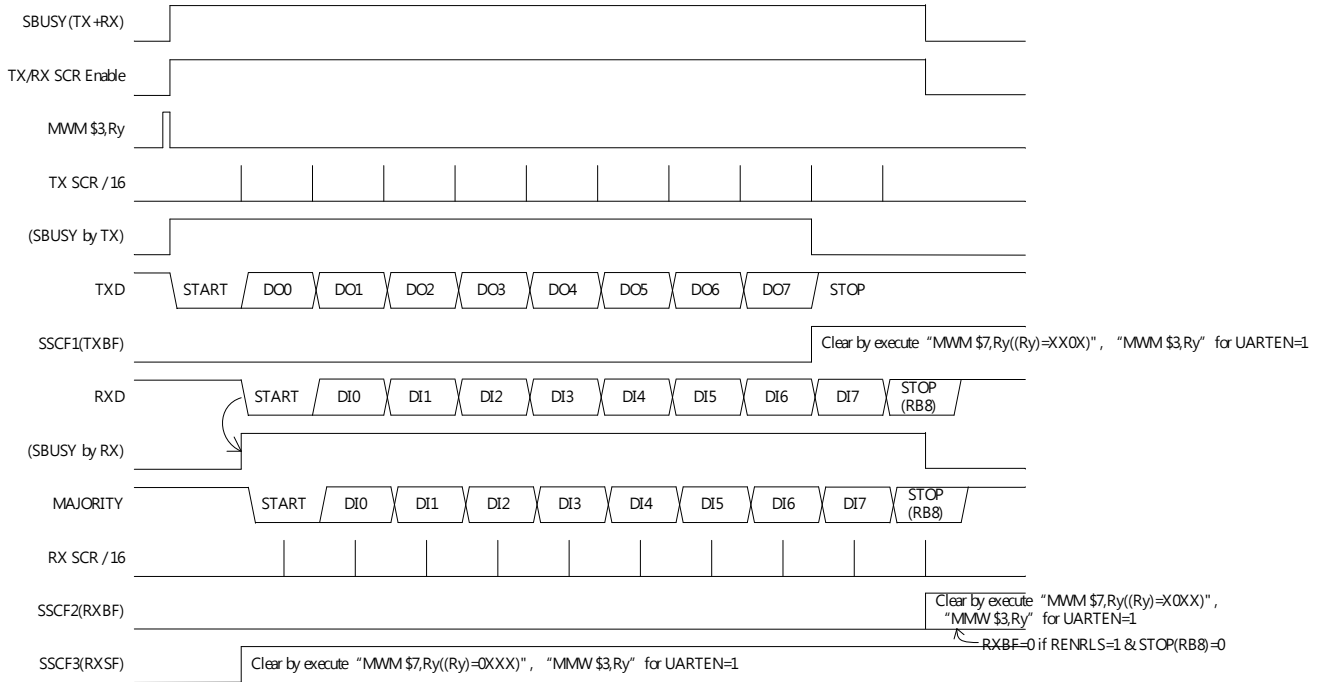 SBUSY(TX+RX)
TX/RX SCR Enable
MWM $3,Ry
TX SCR / 16
(SBUSY by TX)
TXD START DO0 DO1 DO2 DO3 DO4 DO5 DO6 DO7 STOP
SSCF1(TXBF) Clear by execute “MWM $7,Ry((Ry)=XX0X)", “MWM $3,Ry” for UARTEN=1
RXD START DI0 DI1 DI2 DI3 DI4 DI5 DI6 DI7 STOP
(RB8)
(SBUSY by RX)
MAJORITY START DI0 DI1 DI2 DI3 DI4 DI5 DI6 DI7 STOP
(RB8)
RX SCR / 16
SSCF2(RXBF) Clear by execute “MWM $7,Ry((Ry)=X0XX)",
“MMW $3,Ry” for UARTEN=1
RXBF=0 if RENRLS=1 & STOP(RB8)=0
SSCF3(RXSF) Clear by execute “MWM $7,Ry((Ry)=0XXX)", “MMW $3,Ry” for UARTEN=1